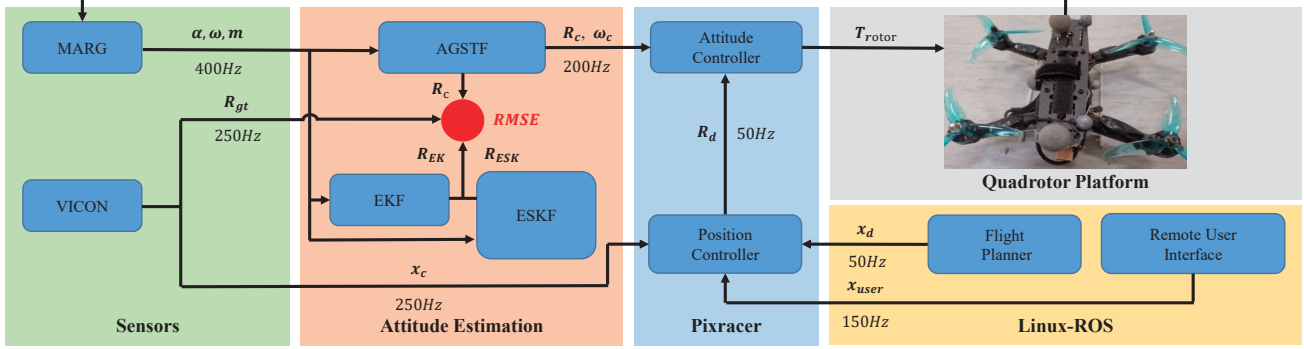 MARG
α, ω, m
400Hz
R_gt
250Hz
VICON
x_c
250Hz
Sensors
AGSTF
R_c, ω_c
200Hz
R_c
RMSE
R_EK
R_ESK
EKF
ESKF
Attitude Estimation
Attitude
Controller
R_d
50Hz
Position
Controller
Pixracer
T_rotor
Quadrotor Platform
x_d
50Hz
Flight
Planner
Remote User
Interface
x_user
150Hz
Linux-ROS